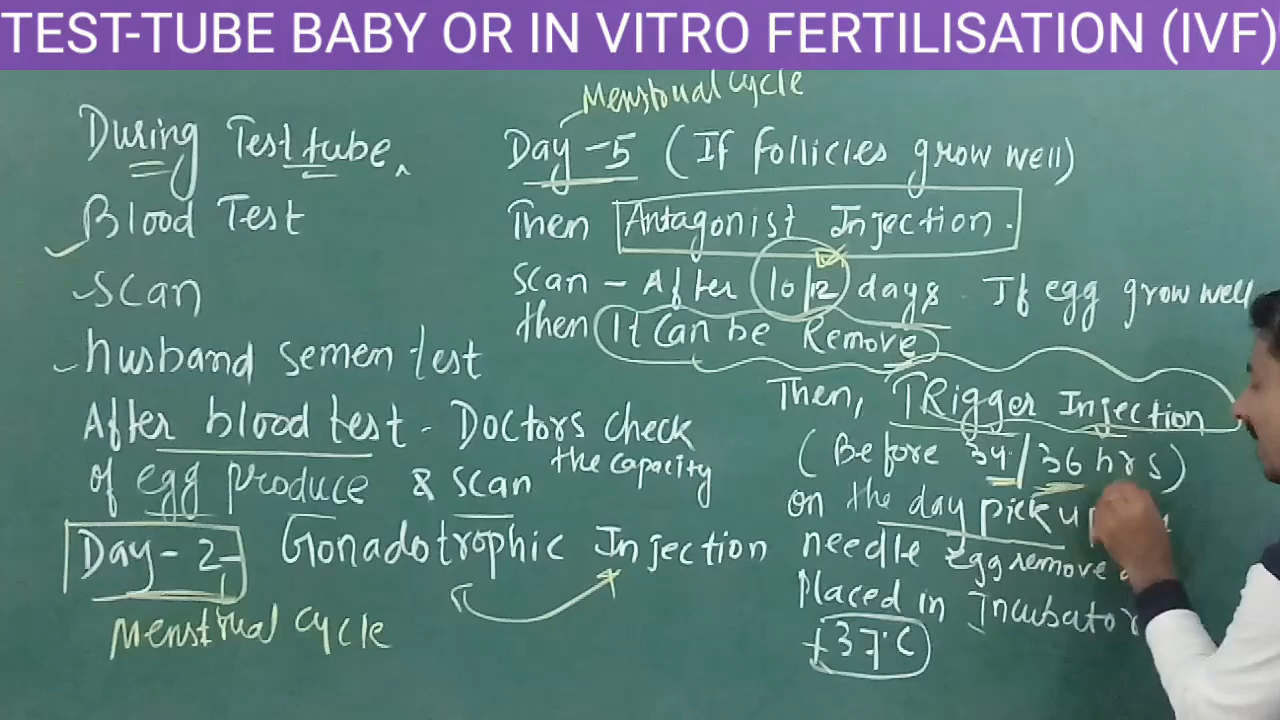 TEST-TUBE BABY OR IN VITRO FERTILISATION (IVF)
During Test tube
Blood Test
Scan
husband semen test
After blood test - Doctors check
the capacity
of egg produce & scan
Day - 2 - Gonadotrophic Injection
Menstrual cycle
Menstrual cycle
Day - 5 (If follicles grow well)
Then Antagonist Injection.
Scan - After 10/12 days. If egg grow well
then It can be Remove
Then, TRigger Injection
(Before 34/36 hrs)
on the day pick
needle egg remove
Placed in Incubator
+37°C